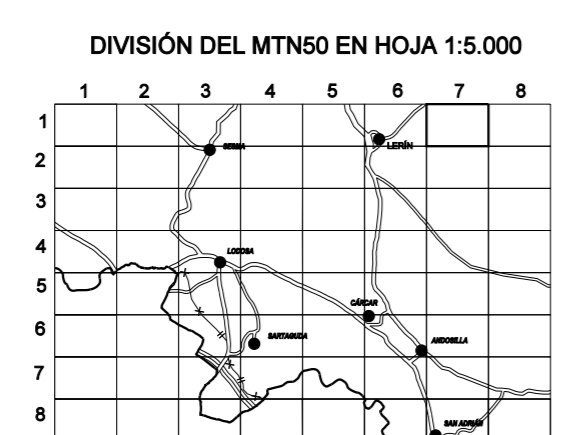 DIVISIÓN DEL MTN50 EN HOJA 1:5.000
1 2 3 4 5 6 7 8
1
LERÍN
SESMA
2
3
4
LODOSA
5
CÁRCAR
6
SARTAGUDA
ANDOSILLA
7
8
SAN ADRIÁN